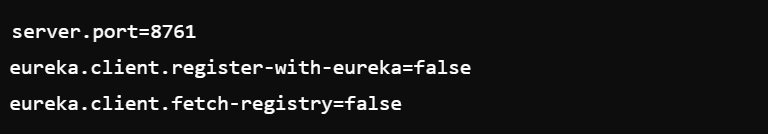 server.port=8761
eureka.client.register-with-eureka=false
eureka.client.fetch-registry=false